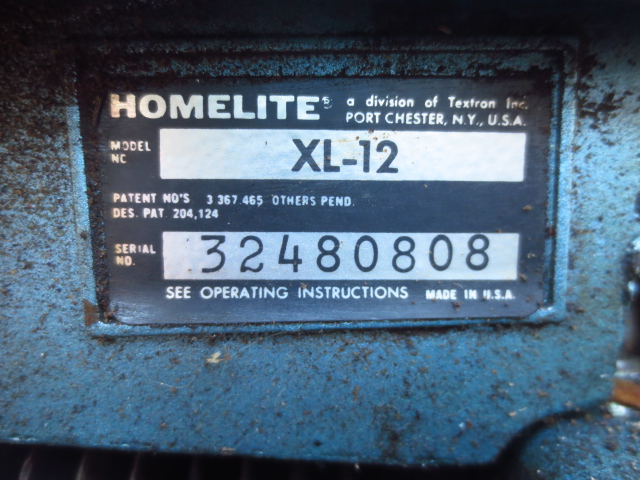 HOMELITE® a division of Textron Inc.
PORT CHESTER, N.Y., U.S.A.
MODEL NO. XL-12
PATENT NO'S 3 367.465 OTHERS PEND.
DES. PAT. 204,124
SERIAL NO. 32480808
SEE OPERATING INSTRUCTIONS MADE IN U.S.A.